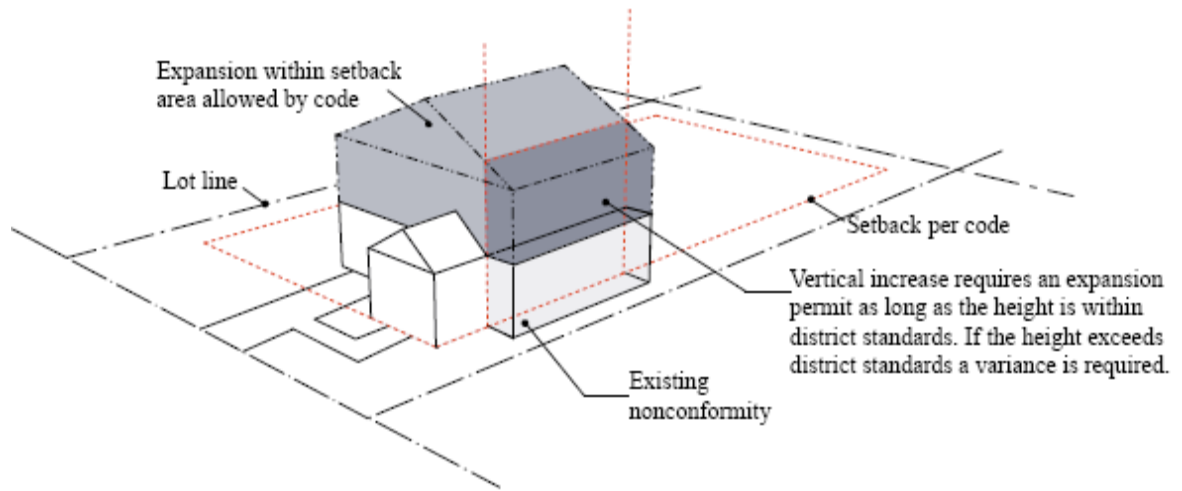 Expansion within setback
area allowed by code
Lot line
Setback per code
Vertical increase requires an expansion
permit as long as the height is within
district standards. If the height exceeds
district standards a variance is required.
Existing
nonconformity